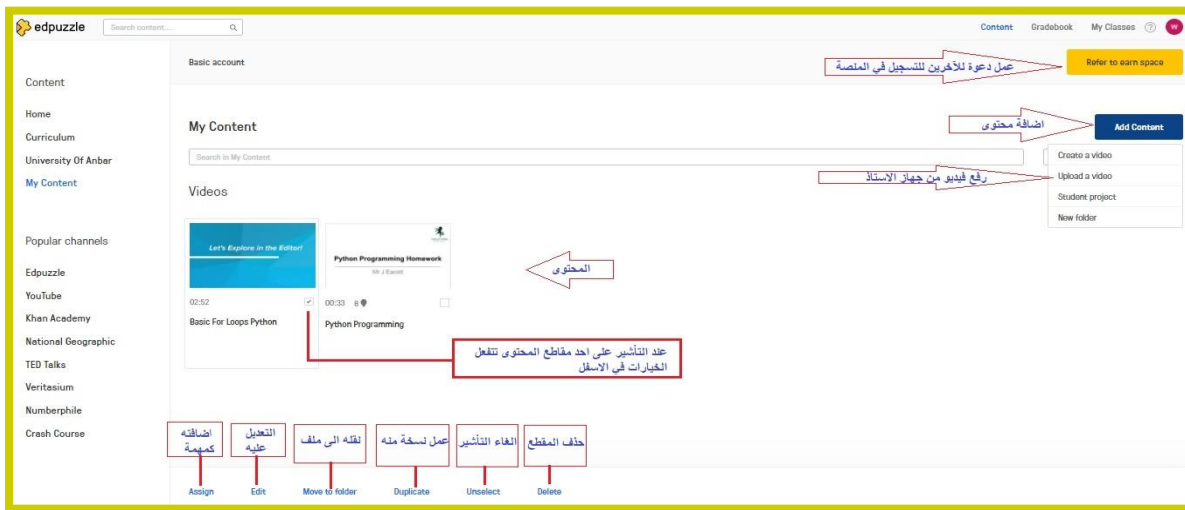 edpuzzle
Search content...
Content
Gradebook
My Classes
?
W
Basic account
عمل دعوة للآخرين للتسجيل في المنصة
Refer to earn space
Content
Home
Curriculum
University Of Anbar
My Content
My Content
اضافة محتوى
Add Content
Search in My Content
Create a video
رفع فيديو من جهاز الاستاذ
Upload a video
Student project
New folder
Videos
Let's Explore in the Editor!
Python Programming Homework
المحتوى
02:52
00:33
8
Basic For Loops Python
Python Programming
عند التأشير على احد مقاطع المحتوى تتفعل
الخيارات في الاسفل
Popular channels
Edpuzzle
YouTube
Khan Academy
National Geographic
TED Talks
Veritasium
Numberphile
Crash Course
اضافته
كمهمة
التعديل
عليه
نقله الى ملف
عمل نسخة منه
الغاء التأشير
حذف المقطع
Assign
Edit
Move to folder
Duplicate
Unselect
Delete